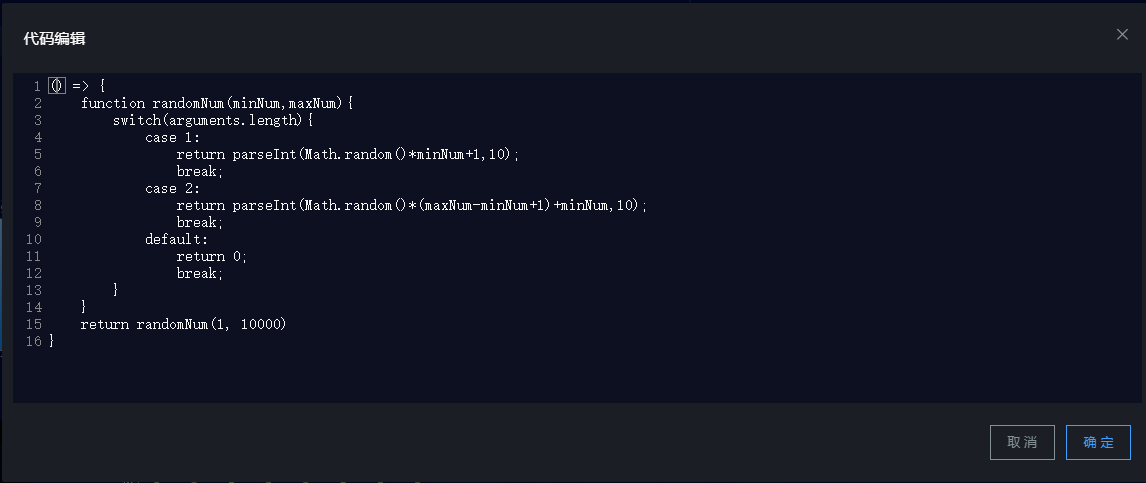 代码编辑
1 () => {
2     function randomNum(minNum,maxNum){
3         switch(arguments.length){
4             case 1:
5                 return parseInt(Math.random()*minNum+1,10);
6                 break;
7             case 2:
8                 return parseInt(Math.random()*(maxNum-minNum+1)+minNum,10);
9                 break;
10             default:
11                 return 0;
12                 break;
13         }
14     }
15     return randomNum(1, 10000)
16 }
取消 确定